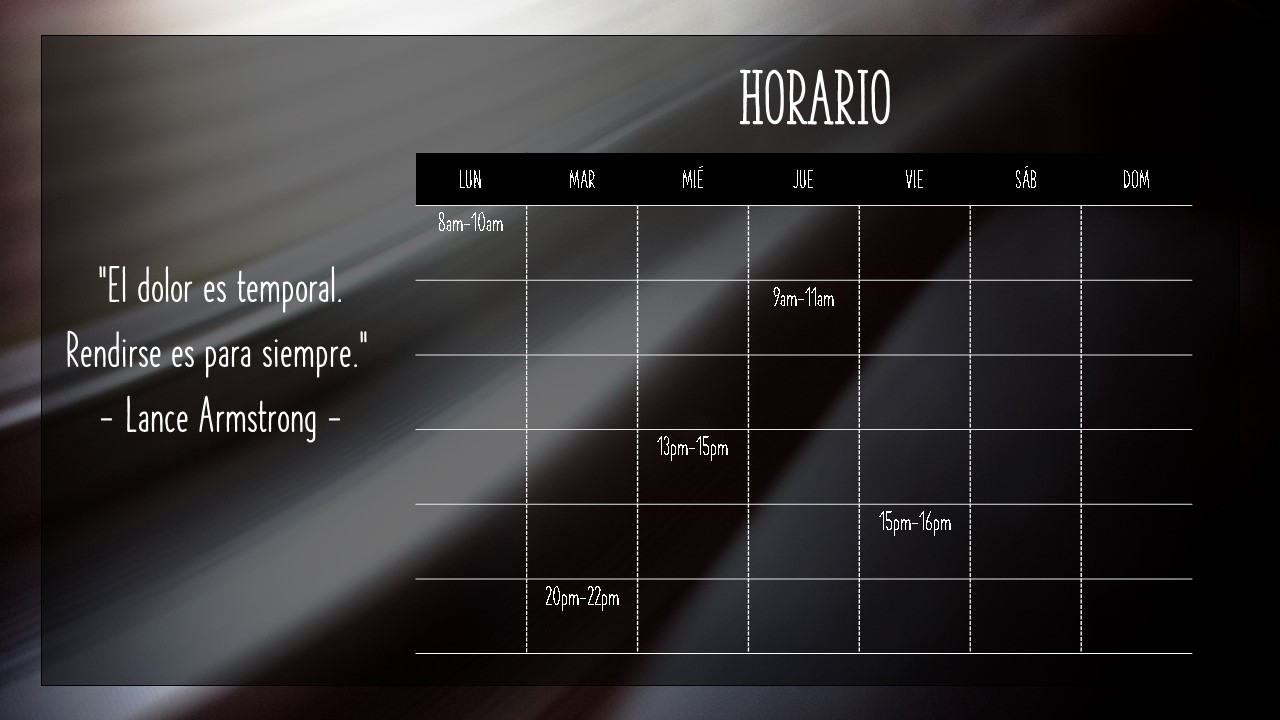 HORARIO
LUN MAR MIÉ JUE VIE SÁB DOM
8am-10am
9am-11am
"El dolor es temporal.
Rendirse es para siempre."
- Lance Armstrong -
13pm-15pm
15pm-16pm
20pm-22pm